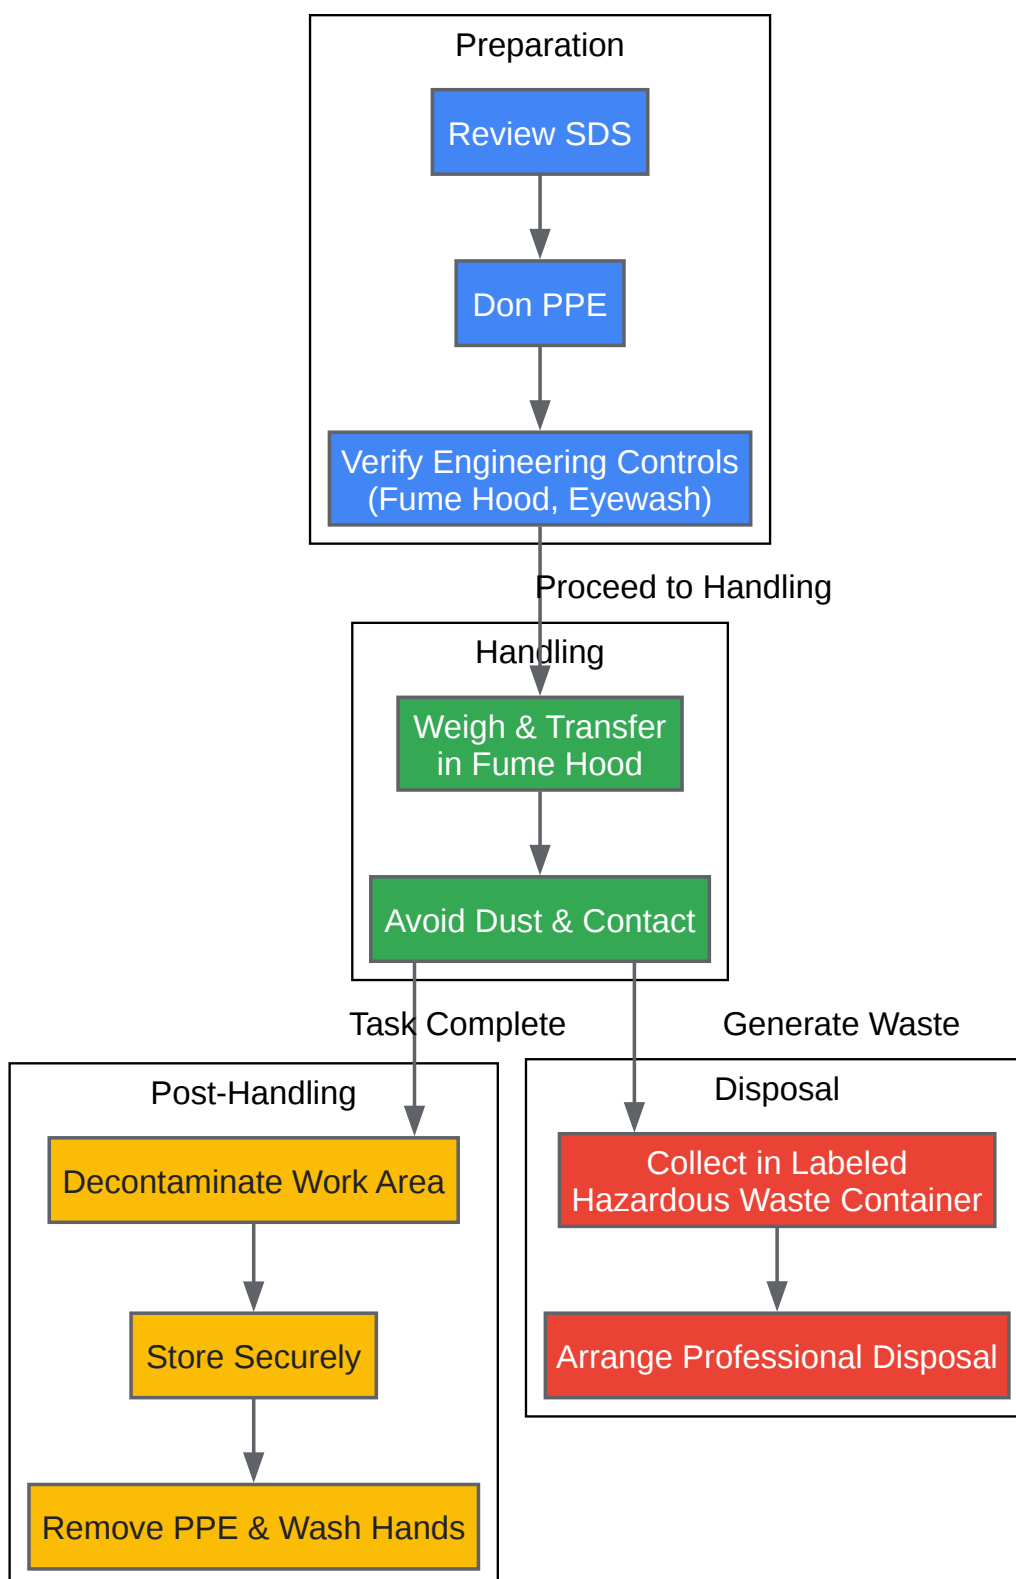 Preparation
Review SDS
Don PPE
Verify Engineering Controls
(Fume Hood, Eyewash)
Proceed to Handling
Handling
Weigh & Transfer
in Fume Hood
Avoid Dust & Contact
Task Complete
Generate Waste
Post-Handling
Decontaminate Work Area
Store Securely
Remove PPE & Wash Hands
Disposal
Collect in Labeled
Hazardous Waste Container
Arrange Professional Disposal